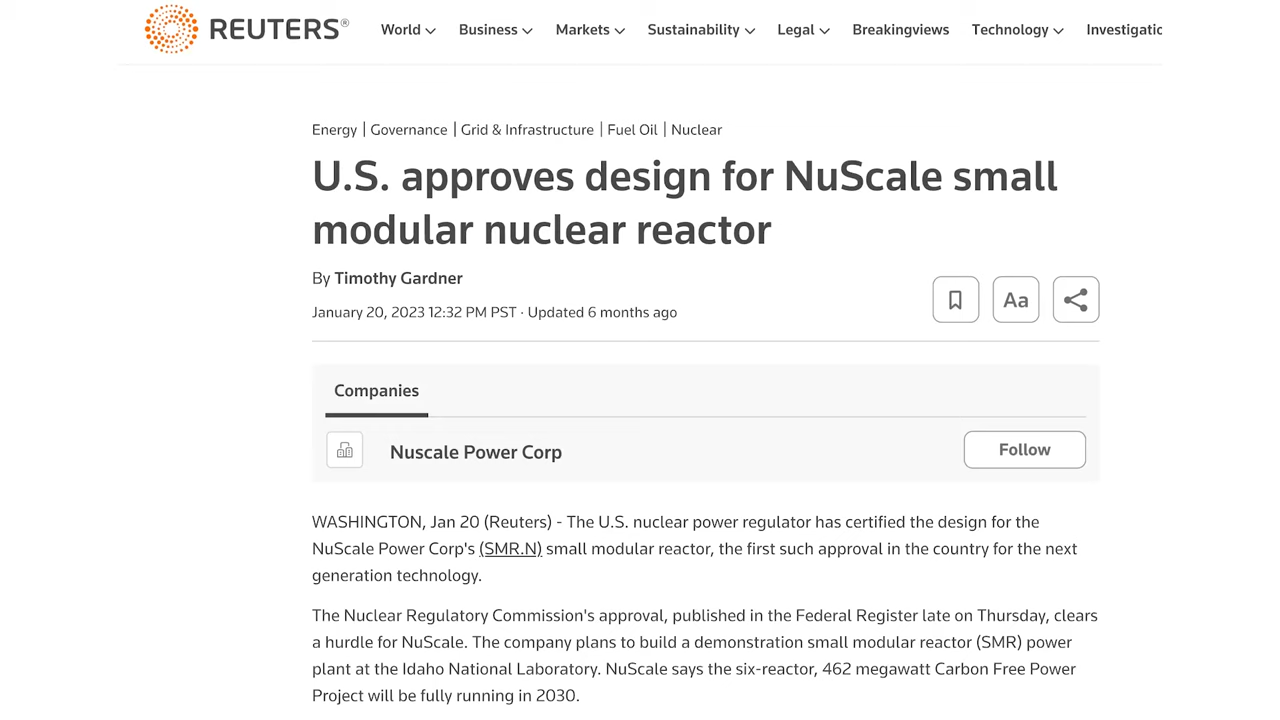 REUTERS®
World Business Markets Sustainability Legal Breakingviews Technology Investigatio
Energy | Governance | Grid & Infrastructure | Fuel Oil | Nuclear
U.S. approves design for NuScale small
modular nuclear reactor
By Timothy Gardner
January 20, 2023 12:32 PM PST · Updated 6 months ago
Aa
Companies
Nuscale Power Corp
Follow
WASHINGTON, Jan 20 (Reuters) - The U.S. nuclear power regulator has certified the design for the
NuScale Power Corp's (SMR.N) small modular reactor, the first such approval in the country for the next
generation technology.
The Nuclear Regulatory Commission's approval, published in the Federal Register late on Thursday, clears
a hurdle for NuScale. The company plans to build a demonstration small modular reactor (SMR) power
plant at the Idaho National Laboratory. NuScale says the six-reactor, 462 megawatt Carbon Free Power
Project will be fully running in 2030.